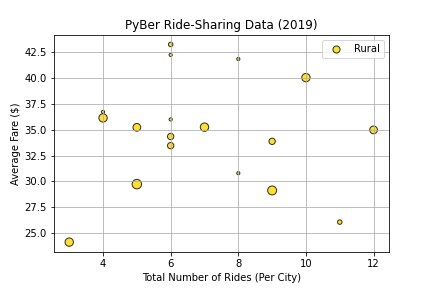 PyBer Ride-Sharing Data (2019)
Rural
Average Fare ($)
42.5
40.0
37.5
35.0
32.5
30.0
27.5
25.0
4 6 8 10 12
Total Number of Rides (Per City)